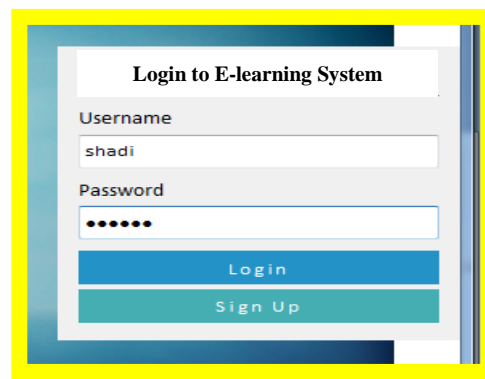 Login to E-learning System
Username
shadi
Password
••••••
Login
Sign Up